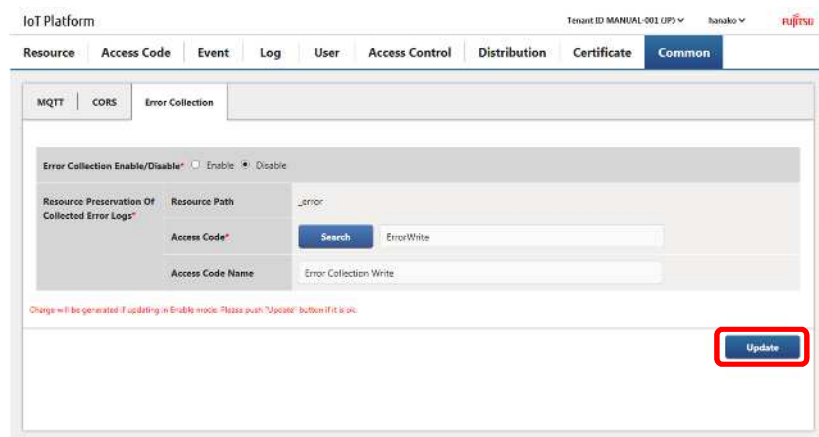 IoT Platform
Tenant ID MANUAL-001 (JP) hanako FUJITSU
Resource Access Code Event Log User Access Control Distribution Certificate Common
MQTT CORS Error Collection
Error Collection Enable/Disable* Enable Disable
Resource Preservation Of Collected Error Logs*
Resource Path _error
Access Code* Search ErrorWrite
Access Code Name Error Collection Write
Charge will be generated if updating in Enable mode. Please push "Update" button if it is ok.
Update